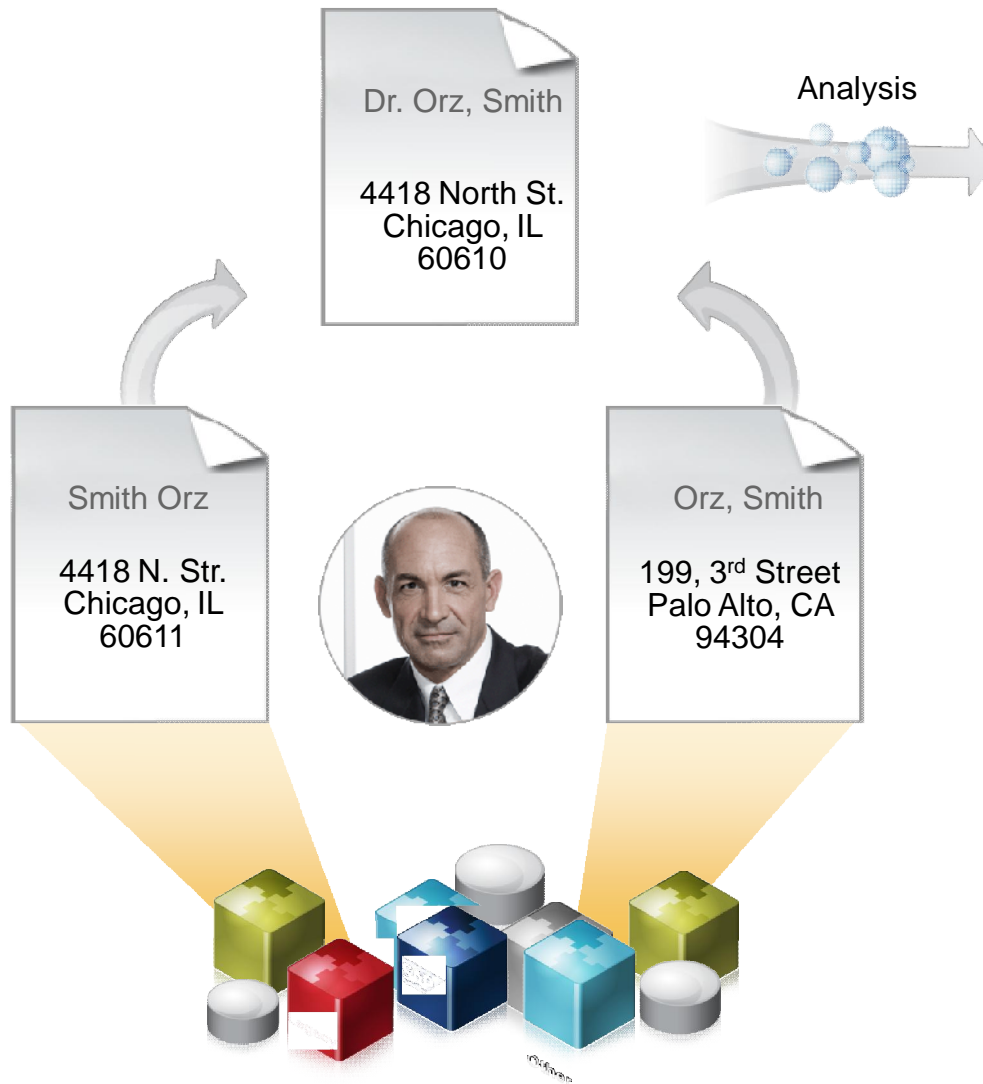 Dr. Orz, Smith
4418 North St.
Chicago, IL
60610
Analysis
Smith Orz
4418 N. Str.
Chicago, IL
60611
Orz, Smith
199, 3rd Street
Palo Alto, CA
94304